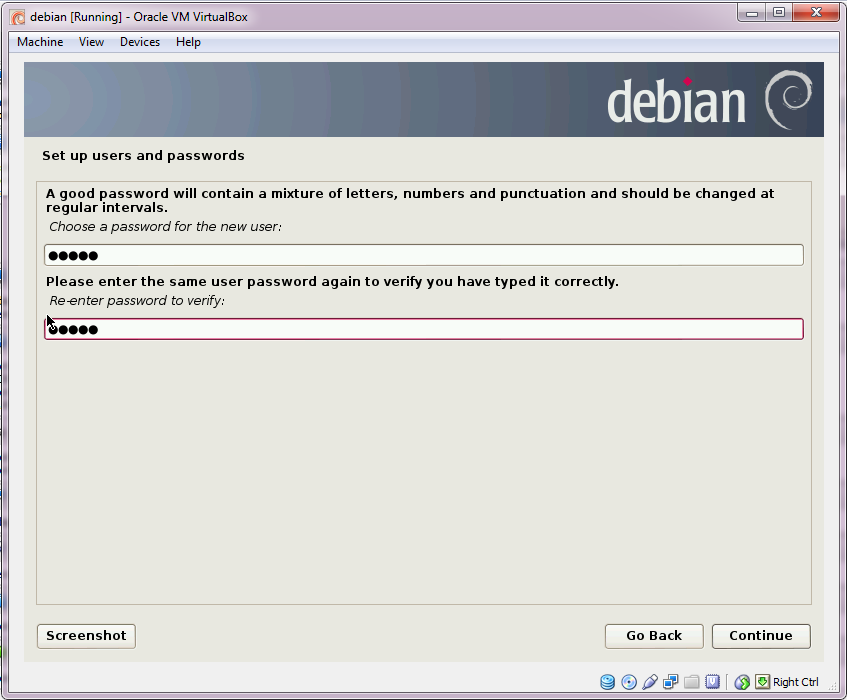 debian [Running] - Oracle VM VirtualBox
Machine View Devices Help
debian
Set up users and passwords
A good password will contain a mixture of letters, numbers and punctuation and should be changed at
regular intervals.
Choose a password for the new user:
●●●●●
Please enter the same user password again to verify you have typed it correctly.
Re-enter password to verify:
●●●●●
Screenshot Go Back Continue
Right Ctrl